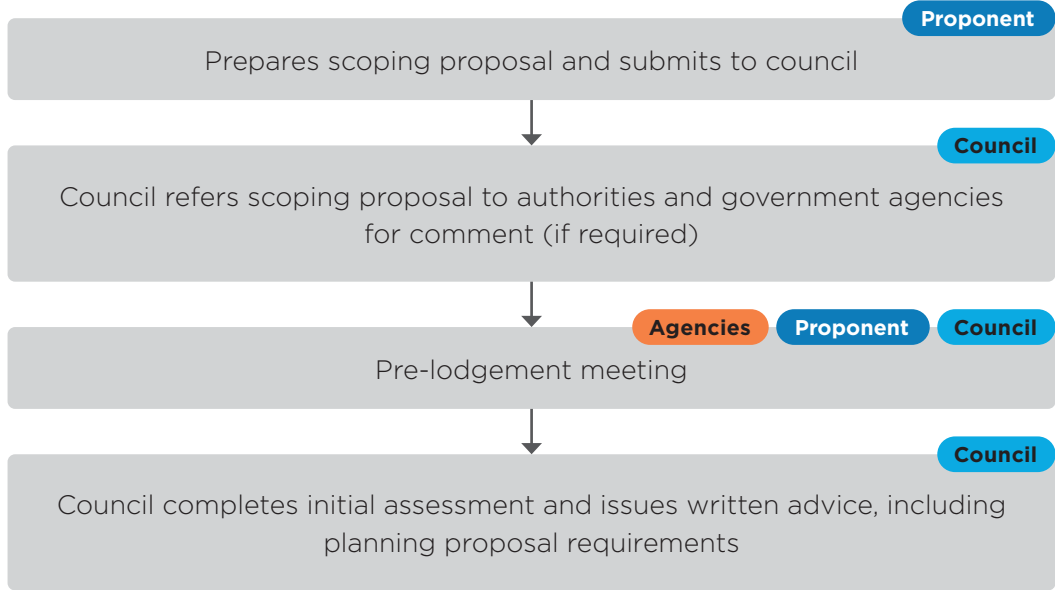 Proponent
Prepares scoping proposal and submits to council
Council
Council refers scoping proposal to authorities and government agencies
for comment (if required)
Agencies Proponent Council
Pre-lodgement meeting
Council
Council completes initial assessment and issues written advice, including
planning proposal requirements